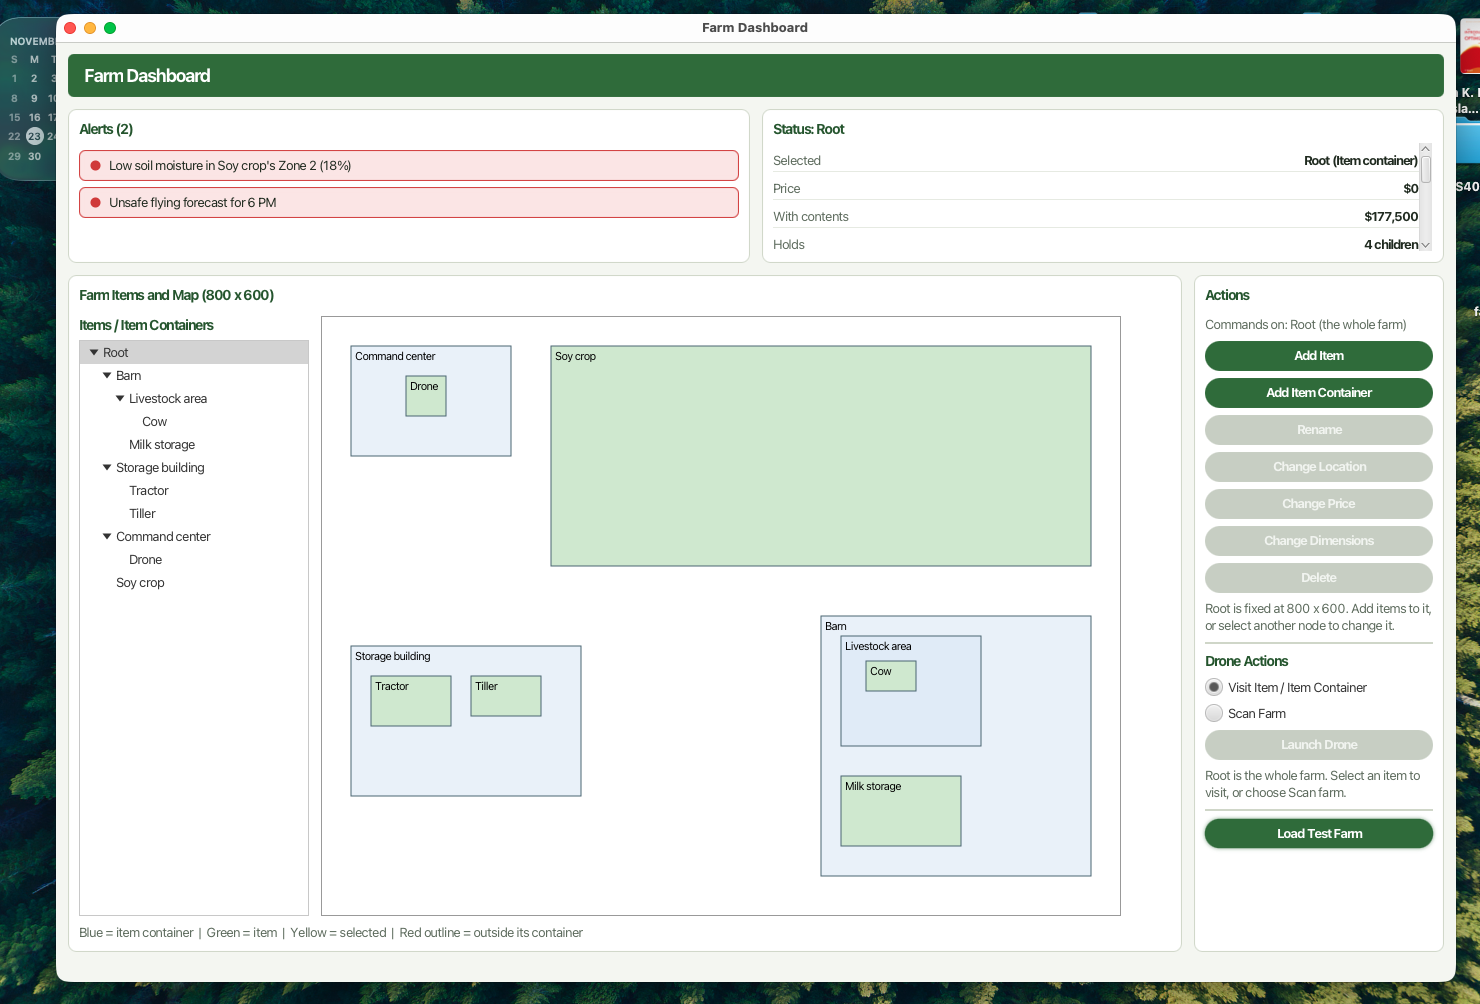 Farm Dashboard
NOVEMB
S M T
1 2 3
8 9 10
15 16 17
22 23 24
29 30
Farm Dashboard
Alerts (2)
Low soil moisture in Soy crop's Zone 2 (18%)
Unsafe flying forecast for 6 PM
Status: Root
Selected Root (Item container)
Price $0
With contents $177,500
Holds 4 children
Farm Items and Map (800 x 600)
Items / Item Containers
Root
Barn
Livestock area
Cow
Milk storage
Storage building
Tractor
Tiller
Command center
Drone
Soy crop
Command center
Drone
Soy crop
Storage building
Tractor
Tiller
Barn
Livestock area
Cow
Milk storage
Blue = item container | Green = item | Yellow = selected | Red outline = outside its container
Actions
Commands on: Root (the whole farm)
Add Item
Add Item Container
Rename
Change Location
Change Price
Change Dimensions
Delete
Root is fixed at 800 x 600. Add items to it,
or select another node to change it.
Drone Actions
Visit Item / Item Container
Scan Farm
Launch Drone
Root is the whole farm. Select an item to
visit, or choose Scan farm.
Load Test Farm
K.
la...
S40